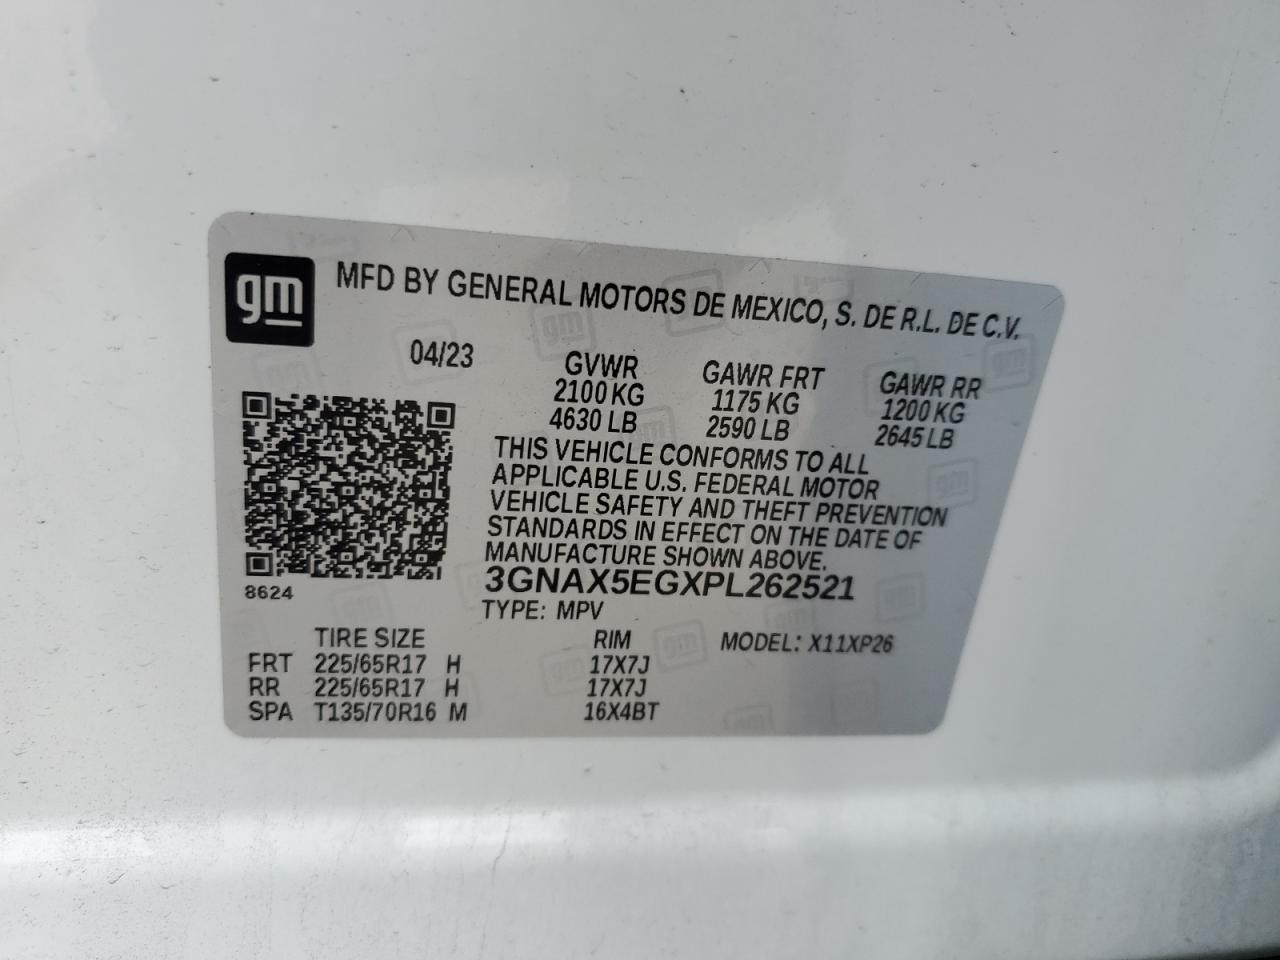 gm
MFD BY GENERAL MOTORS DE MEXICO, S. DE R.L. DE C.V.
04/23
GVWR GAWR FRT GAWR RR
2100 KG 1175 KG 1200 KG
4630 LB 2590 LB 2645 LB
THIS VEHICLE CONFORMS TO ALL
APPLICABLE U.S. FEDERAL MOTOR
VEHICLE SAFETY AND THEFT PREVENTION
STANDARDS IN EFFECT ON THE DATE OF
MANUFACTURE SHOWN ABOVE.
3GNAX5EGXPL262521
8624
TYPE: MPV
TIRE SIZE RIM MODEL: X11XP26
FRT 225/65R17 H 17X7J
RR 225/65R17 H 17X7J
SPA T135/70R16 M 16X4BT